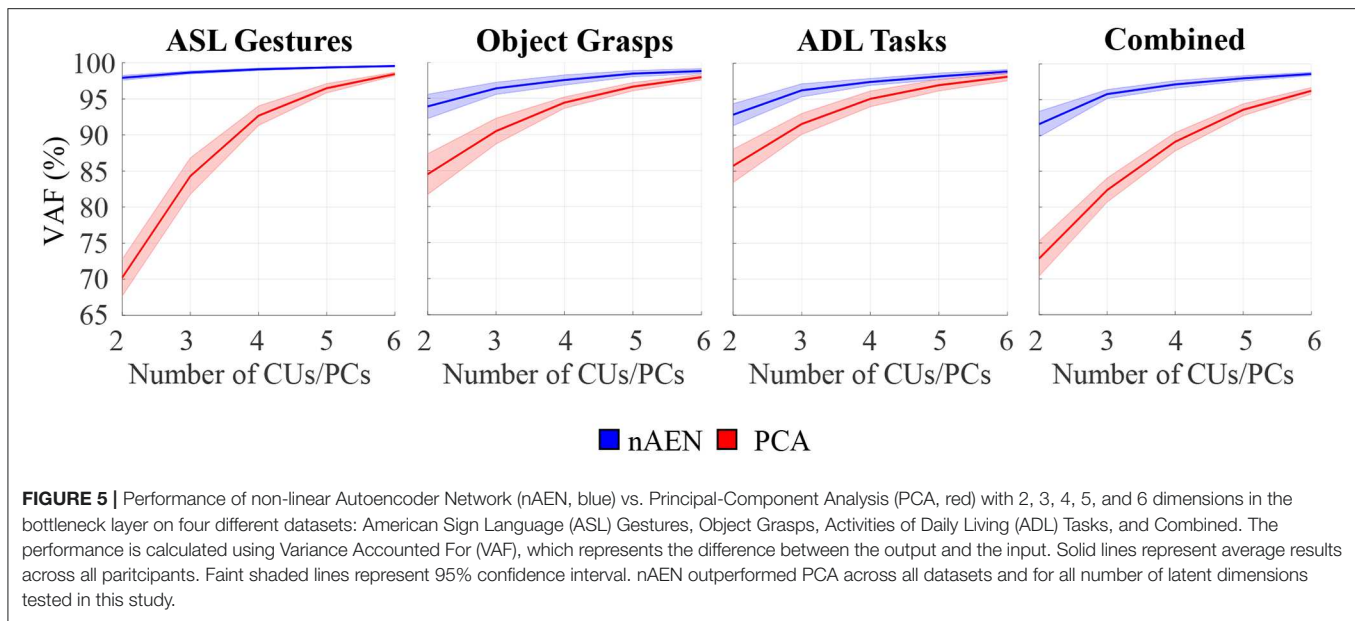 ASL Gestures Object Grasps ADL Tasks Combined
VAF (%)
100
95
90
85
80
75
70
65
2 3 4 5 6 2 3 4 5 6 2 3 4 5 6 2 3 4 5 6
Number of CUs/PCs Number of CUs/PCs Number of CUs/PCs Number of CUs/PCs
nAEN PCA
FIGURE 5 | Performance of non-linear Autoencoder Network (nAEN, blue) vs. Principal-Component Analysis (PCA, red) with 2, 3, 4, 5, and 6 dimensions in the
bottleneck layer on four different datasets: American Sign Language (ASL) Gestures, Object Grasps, Activities of Daily Living (ADL) Tasks, and Combined. The
performance is calculated using Variance Accounted For (VAF), which represents the difference between the output and the input. Solid lines represent average results
across all paritcipants. Faint shaded lines represent 95% confidence interval. nAEN outperformed PCA across all datasets and for all number of latent dimensions
tested in this study.